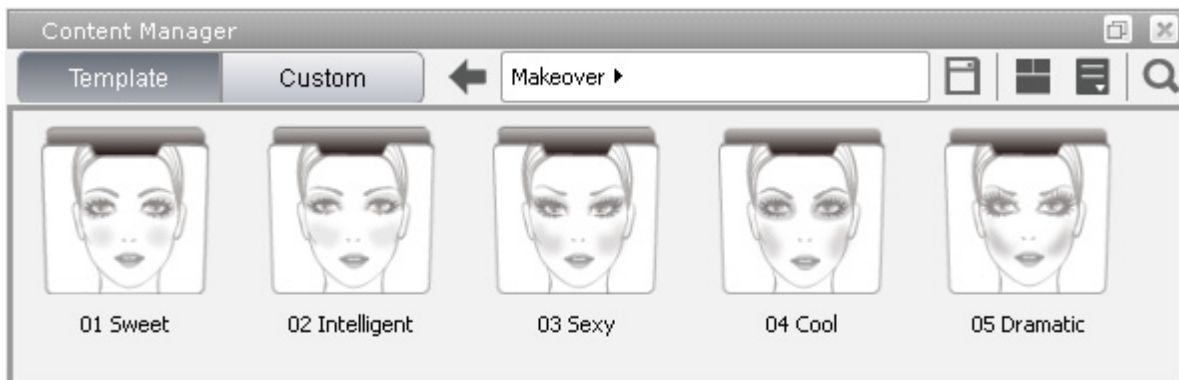 Content Manager
Template Custom Makeover
01 Sweet 02 Intelligent 03 Sexy 04 Cool 05 Dramatic